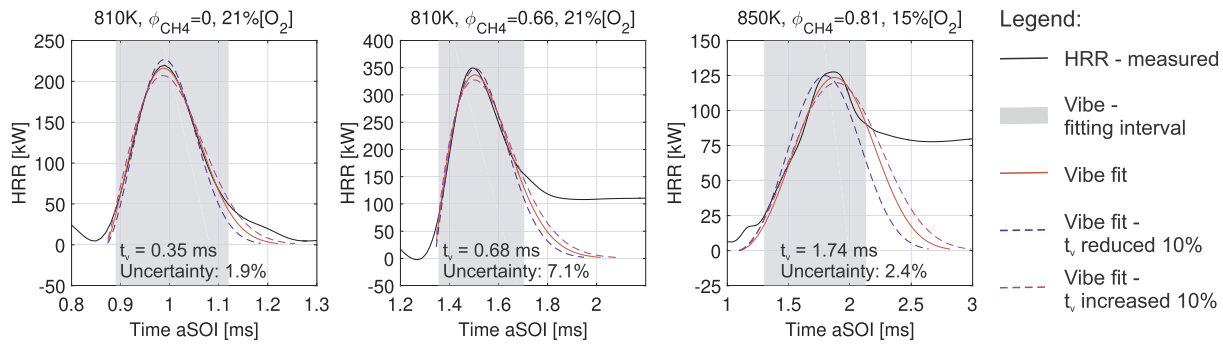 810K, ϕCH4=0, 21%[O2]
250
200
150
100
50
0
-50
HRR [kW]
tv = 0.35 ms
Uncertainty: 1.9%
0.8 0.9 1 1.1 1.2 1.3
Time aSOI [ms]
810K, ϕCH4=0.66, 21%[O2]
400
350
300
250
200
150
100
50
0
-50
HRR [kW]
tv = 0.68 ms
Uncertainty: 7.1%
1.2 1.4 1.6 1.8 2
Time aSOI [ms]
850K, ϕCH4=0.81, 15%[O2]
150
125
100
75
50
25
0
-25
HRR [kW]
tv = 1.74 ms
Uncertainty: 2.4%
1 1.5 2 2.5 3
Time aSOI [ms]
Legend:
HRR - measured
Vibe -
fitting interval
Vibe fit
Vibe fit -
tv reduced 10%
Vibe fit -
tv increased 10%